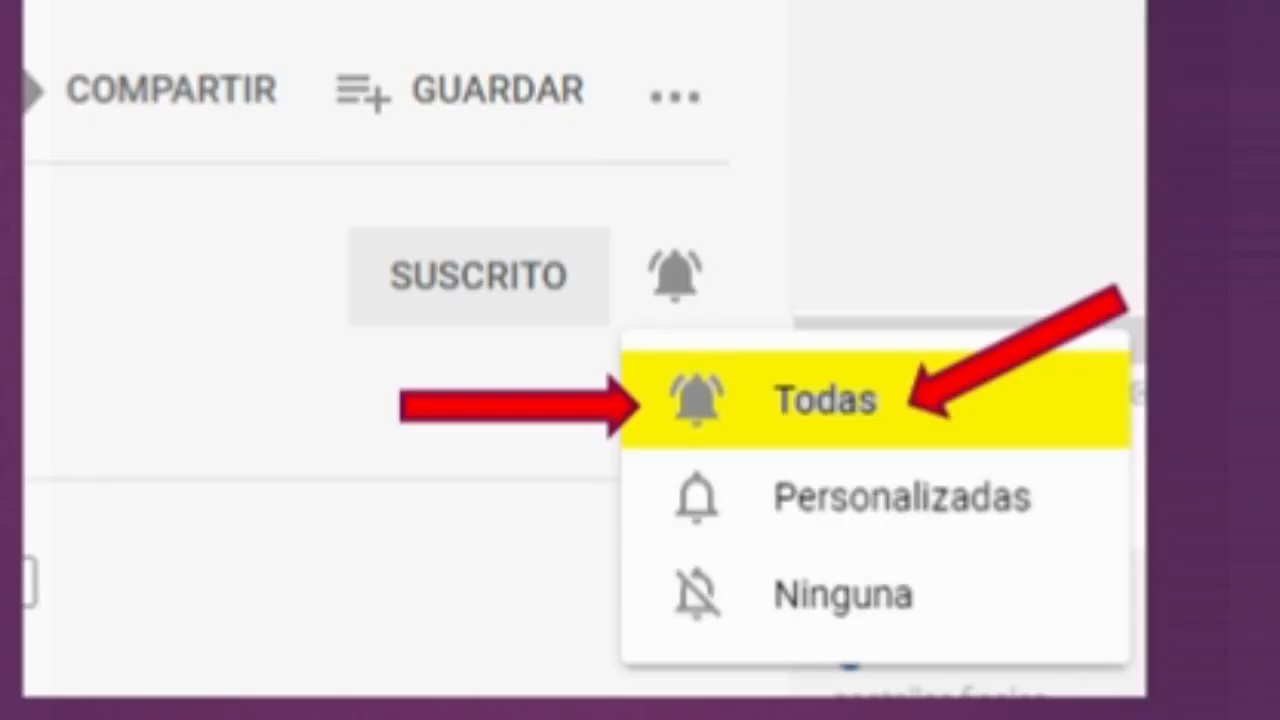 COMPARTIR GUARDAR
SUSCRITO
Todas
Personalizadas
Ninguna